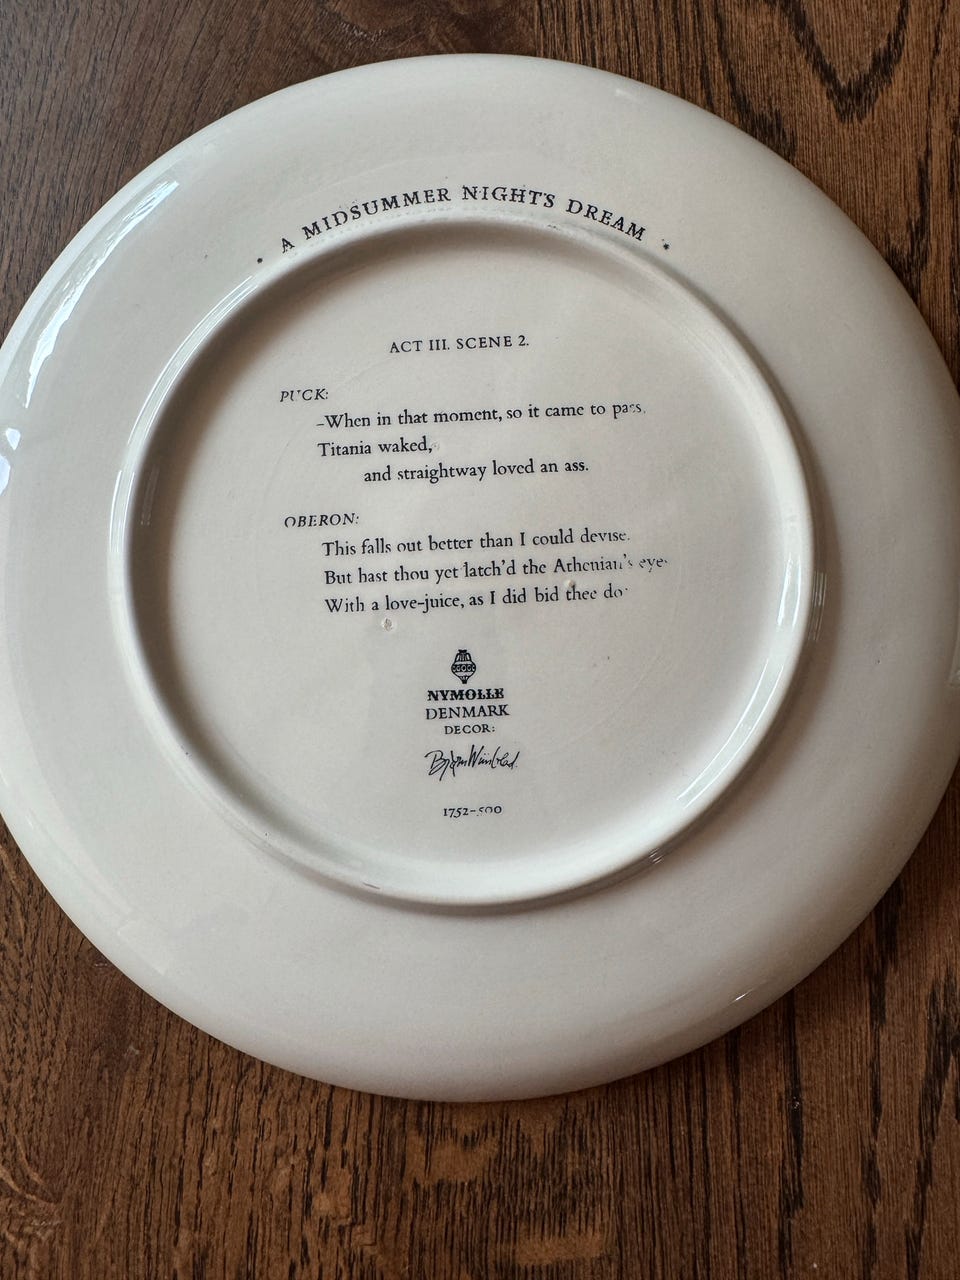 · A MIDSUMMER NIGHT'S DREAM ·
ACT III. SCENE 2.
PUCK:
–When in that moment, so it came to pass,
Titania waked,
and straightway loved an ass.
OBERON:
This falls out better than I could devise.
But hast thou yet latch'd the Athenian's eyes
With a love-juice, as I did bid thee do
NYMOLLE
DENMARK
DECOR:
Bjørn Wiinblad
1752-500